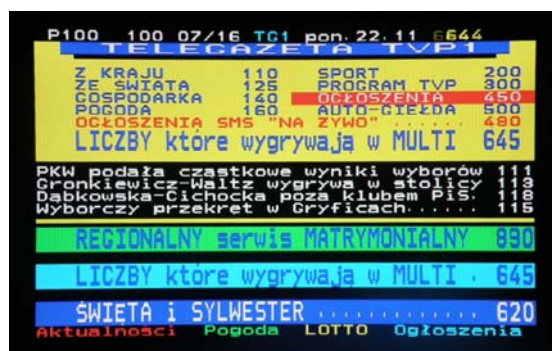 P100 100 07/16 TG1 pon.22.11 6644
TELEGAZETA TVP1
Z KRAJU 110 SPORT 200
ZE ŚWIATA 125 PROGRAM TVP 300
GOSPODARKA 140 OGŁOSZENIA 450
POGODA 160 AUTO-GIEŁDA 500
OGŁOSZENIA SMS "NA ŻYWO" ...... 480
LICZBY które wygrywają w MULTI 645
PKW podała cząstkowe wyniki wyborów 111
Gronkiewicz-Waltz wygrywa w stolicy 113
Dąbkowska-Cichocka poza klubem PiS. 118
Wyborczy przekręt w Gryficach...... 115
REGIONALNY serwis MATRYMONIALNY 890
LICZBY które wygrywają w MULTI . 645
ŚWIĘTA i SYLWESTER ............. 620
Aktualności Pogoda LOTTO Ogłoszenia